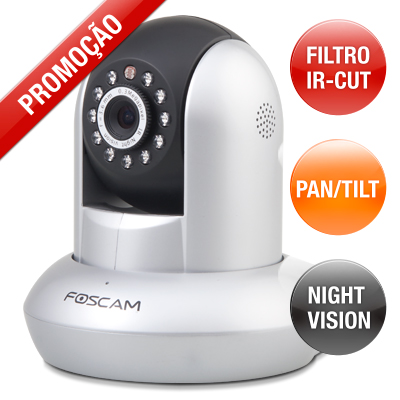 PROMOÇÃO
FILTRO
IR-CUT
PAN/TILT
NIGHT
VISION
FOSCAM